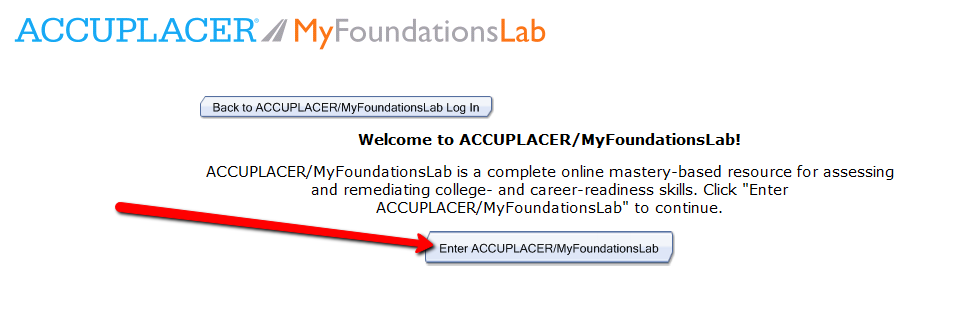 ACCUPLACER® MyFoundationsLab
Back to ACCUPLACER/MyFoundationsLab Log In
Welcome to ACCUPLACER/MyFoundationsLab!
ACCUPLACER/MyFoundationsLab is a complete online mastery-based resource for assessing
and remediating college- and career-readiness skills. Click "Enter
ACCUPLACER/MyFoundationsLab" to continue.
Enter ACCUPLACER/MyFoundationsLab